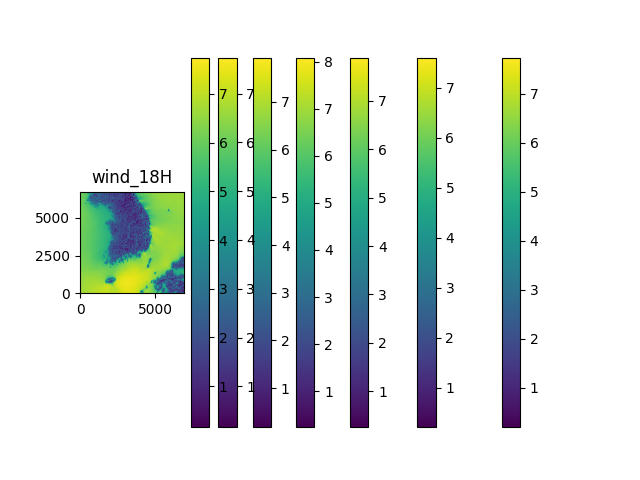 wind_18H
5000
2500
0
0 5000
7 7 7 8 7 7 7
6 6 6 7 6 6 6
5 5 5 6 5 5 5
4 4 4 5 4 4 4
3 3 3 4 3 3 3
2 2 2 3 2 2 2
1 1 1 2 1 1 1
1